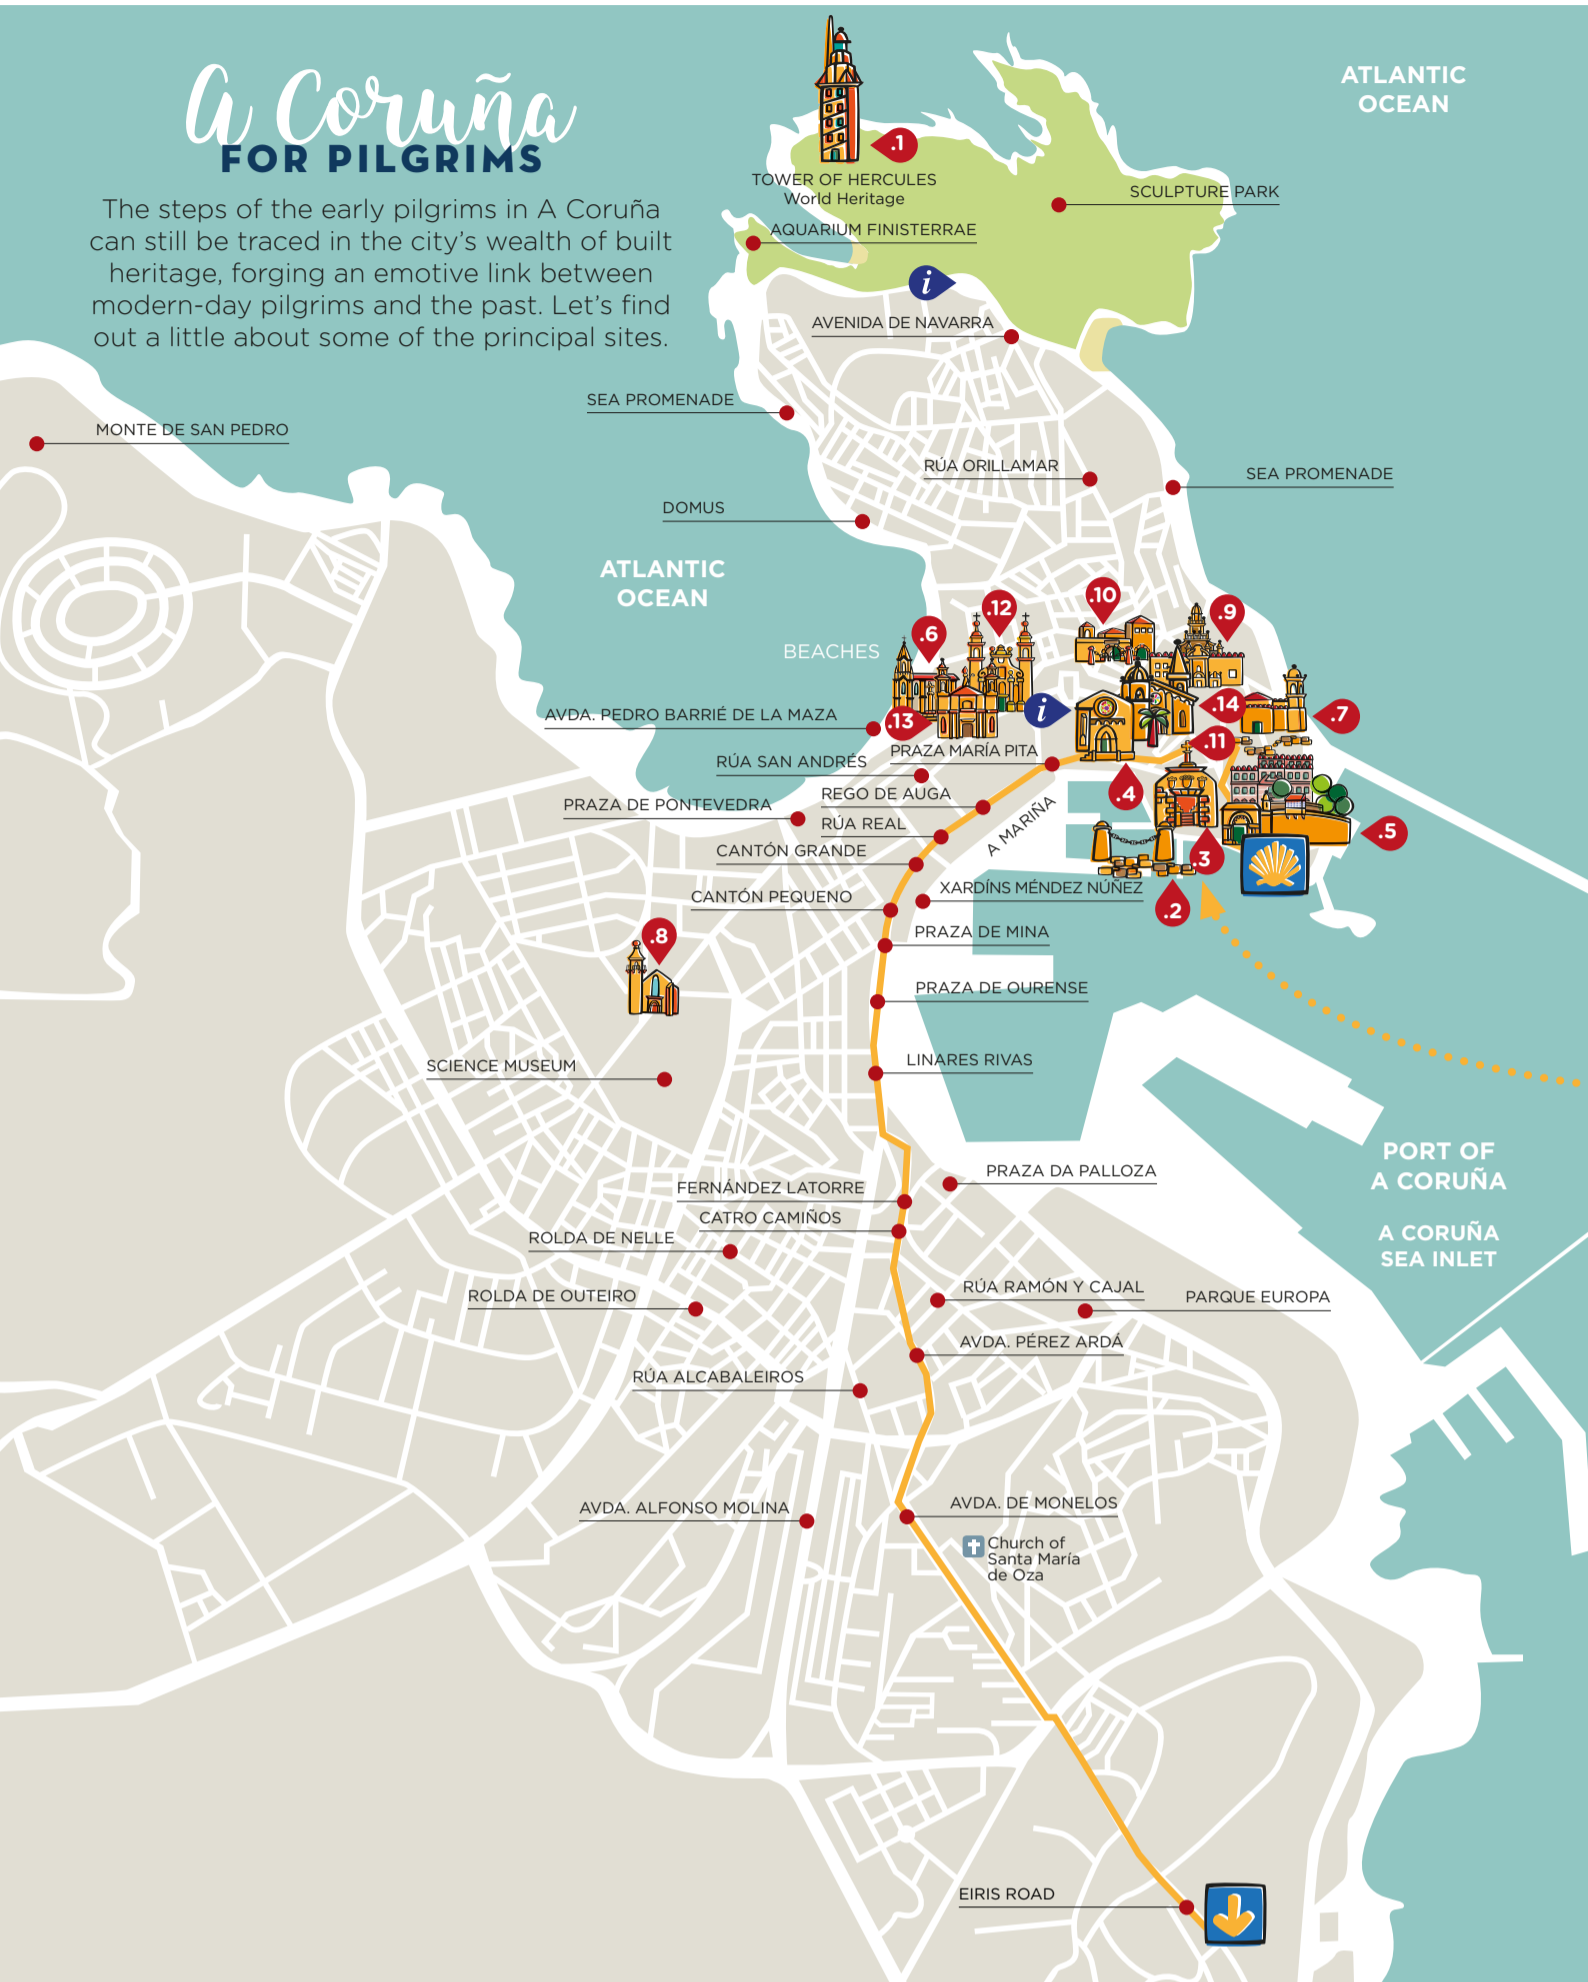 A Coruña
FOR PILGRIMS
The steps of the early pilgrims in A Coruña
can still be traced in the city's wealth of built
heritage, forging an emotive link between
modern-day pilgrims and the past. Let's find
out a little about some of the principal sites.
ATLANTIC
OCEAN
.1
TOWER OF HERCULES
World Heritage
SCULPTURE PARK
AQUARIUM FINISTERRAE
i
AVENIDA DE NAVARRA
SEA PROMENADE
MONTE DE SAN PEDRO
RÚA ORILLAMAR
SEA PROMENADE
DOMUS
ATLANTIC
OCEAN
.10
.12
.9
.6
BEACHES
.14
i
.7
AVDA. PEDRO BARRIÉ DE LA MAZA
.13
.11
PRAZA MARÍA PITA
RÚA SAN ANDRÉS
REGO DE AUGA
.4
PRAZA DE PONTEVEDRA
RÚA REAL
A MARIÑA
.5
CANTÓN GRANDE
.3
XARDÍNS MÉNDEZ NÚÑEZ
CANTÓN PEQUENO
.2
PRAZA DE MINA
.8
PRAZA DE OURENSE
LINARES RIVAS
SCIENCE MUSEUM
PORT OF
A CORUÑA
PRAZA DA PALLOZA
FERNÁNDEZ LATORRE
CATRO CAMIÑOS
A CORUÑA
SEA INLET
ROLDA DE NELLE
RÚA RAMÓN Y CAJAL
ROLDA DE OUTEIRO
PARQUE EUROPA
AVDA. PÉREZ ARDÁ
RÚA ALCABALEIROS
AVDA. DE MONELOS
AVDA. ALFONSO MOLINA
Church of
Santa María
de Oza
EIRIS ROAD